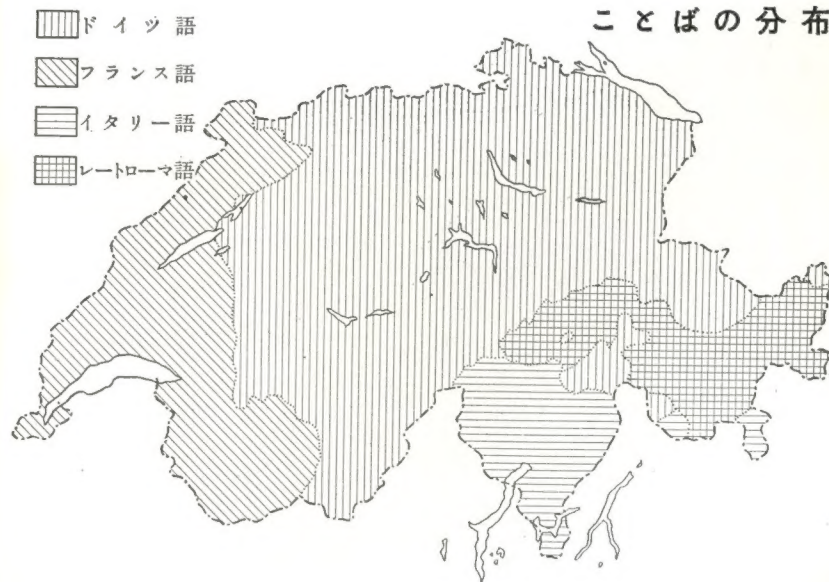 ことばの分布
ドイツ語
フランス語
イタリー語
レートローマ語